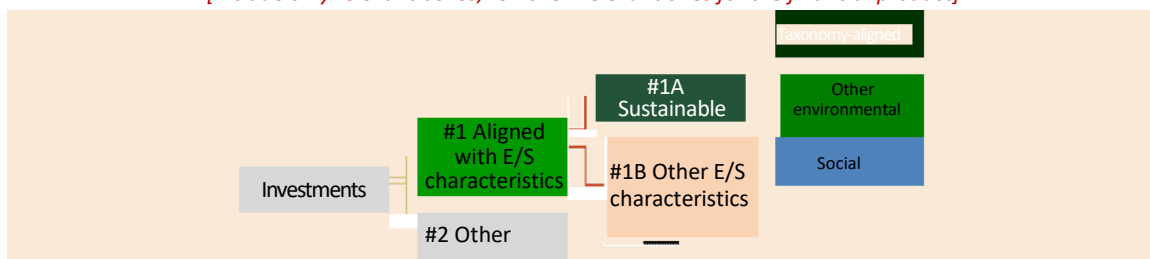 Taxonomy-aligned
#1A
Sustainable
Other
environmental
#1 Aligned
with E/S
characteristics
Social
#1B Other E/S
characteristics
Investments
#2 Other